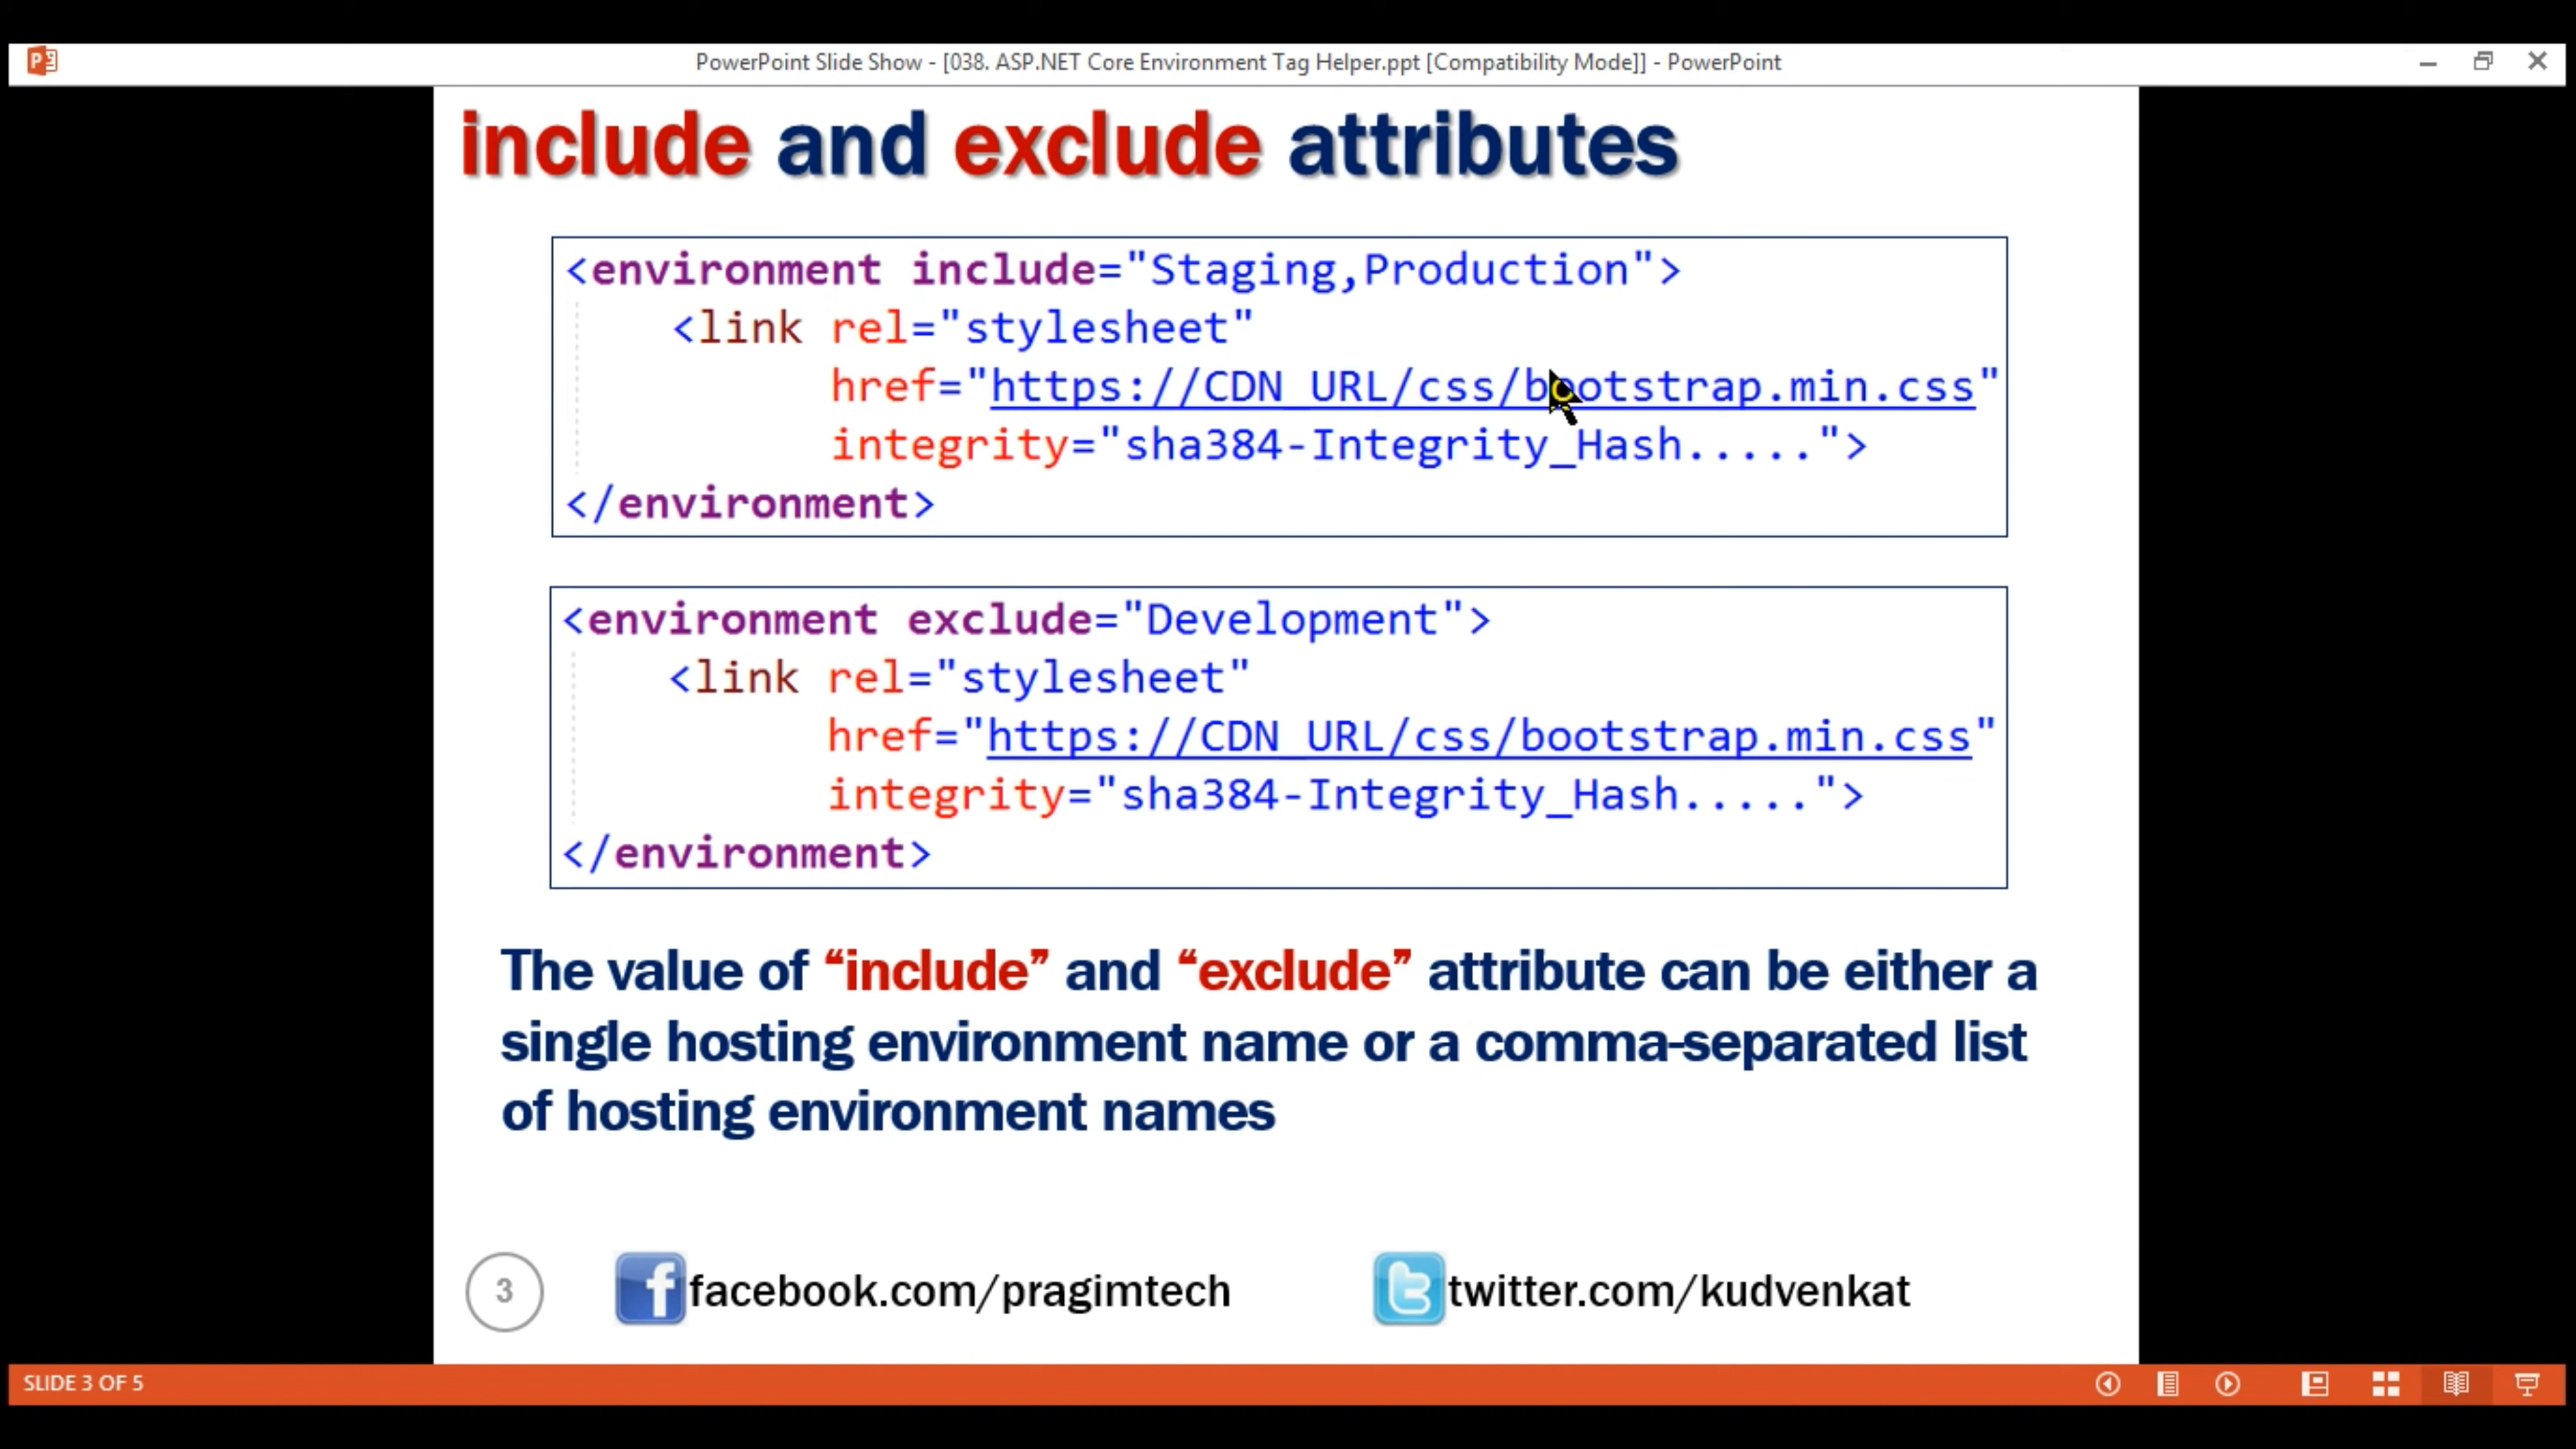 PowerPoint Slide Show - [038. ASP.NET Core Environment Tag Helper.ppt [Compatibility Mode]] - PowerPoint
include and exclude attributes
<environment include="Staging,Production">
<link rel="stylesheet"
href="https://CDN_URL/css/bootstrap.min.css"
integrity="sha384-Integrity_Hash.....">
</environment>
<environment exclude="Development">
<link rel="stylesheet"
href="https://CDN_URL/css/bootstrap.min.css"
integrity="sha384-Integrity_Hash.....">
</environment>
The value of “include” and “exclude” attribute can be either a
single hosting environment name or a comma-separated list
of hosting environment names
3 facebook.com/pragimtech twitter.com/kudvenkat
SLIDE 3 OF 5